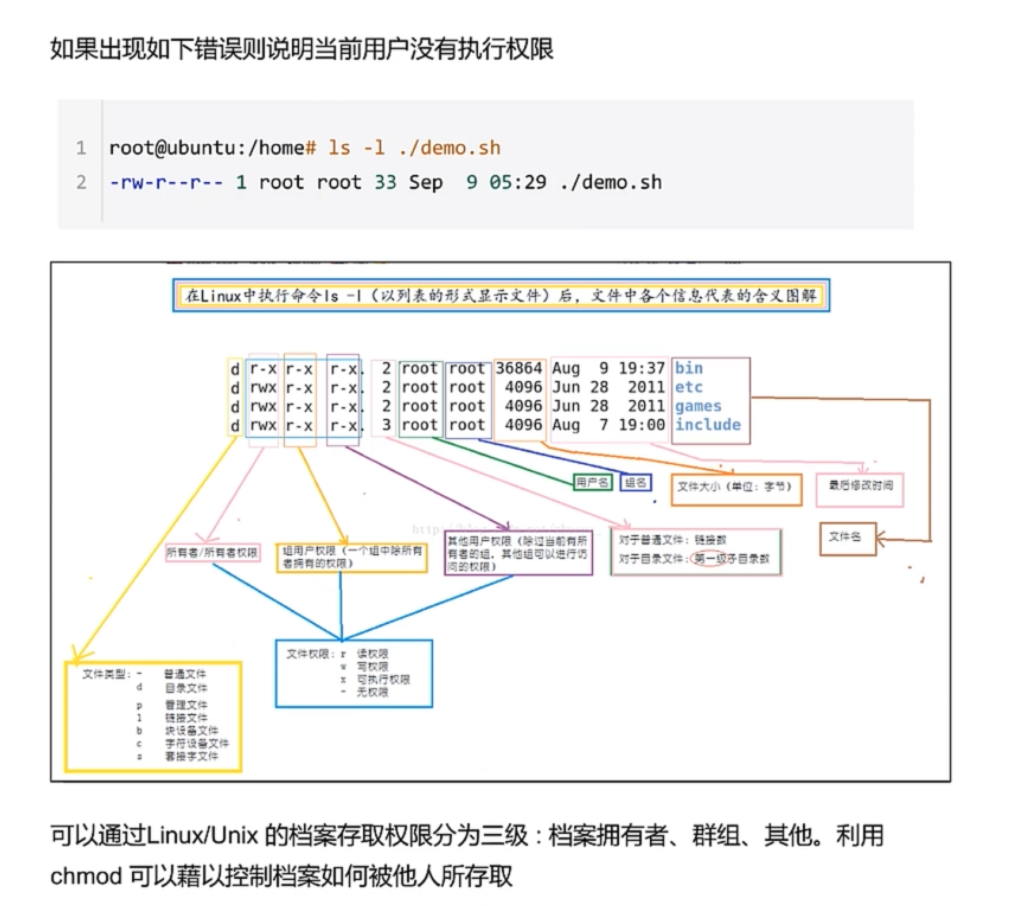 如果出现如下错误则说明当前用户没有执行权限
1 root@ubuntu:/home# ls -l ./demo.sh
2 -rw-r--r-- 1 root root 33 Sep  9 05:29 ./demo.sh
在Linux中执行命令ls -l（以列表的形式显示文件）后，文件中各个信息代表的含义图解
d r-x r-x r-x. 2 root root 36864 Aug 9 19:37 bin
d rwx r-x r-x. 2 root root 4096 Jun 28 2011 etc
d rwx r-x r-x. 2 root root 4096 Jun 28 2011 games
d rwx r-x r-x. 3 root root 4096 Aug 7 19:00 include
用户名 组名 文件大小（单位：字节） 最后修改时间
文件名
所有者/所有者权限
组用户权限（一个组中除所有
者拥有的权限）
其他用户权限（除过当前有所
有者的组，其他组可以进行访
问的权限）
对于普通文件：链接数
对于目录文件：第一级子目录数
文件权限：r 读权限
w 写权限
x 可执行权限
- 无权限
文件类型：- 普通文件
d 目录文件
p 管理文件
l 链接文件
b 块设备文件
c 字符设备文件
s 套接字文件
可以通过Linux/Unix 的档案存取权限分为三级 : 档案拥有者、群组、其他。利用
chmod 可以藉以控制档案如何被他人所存取